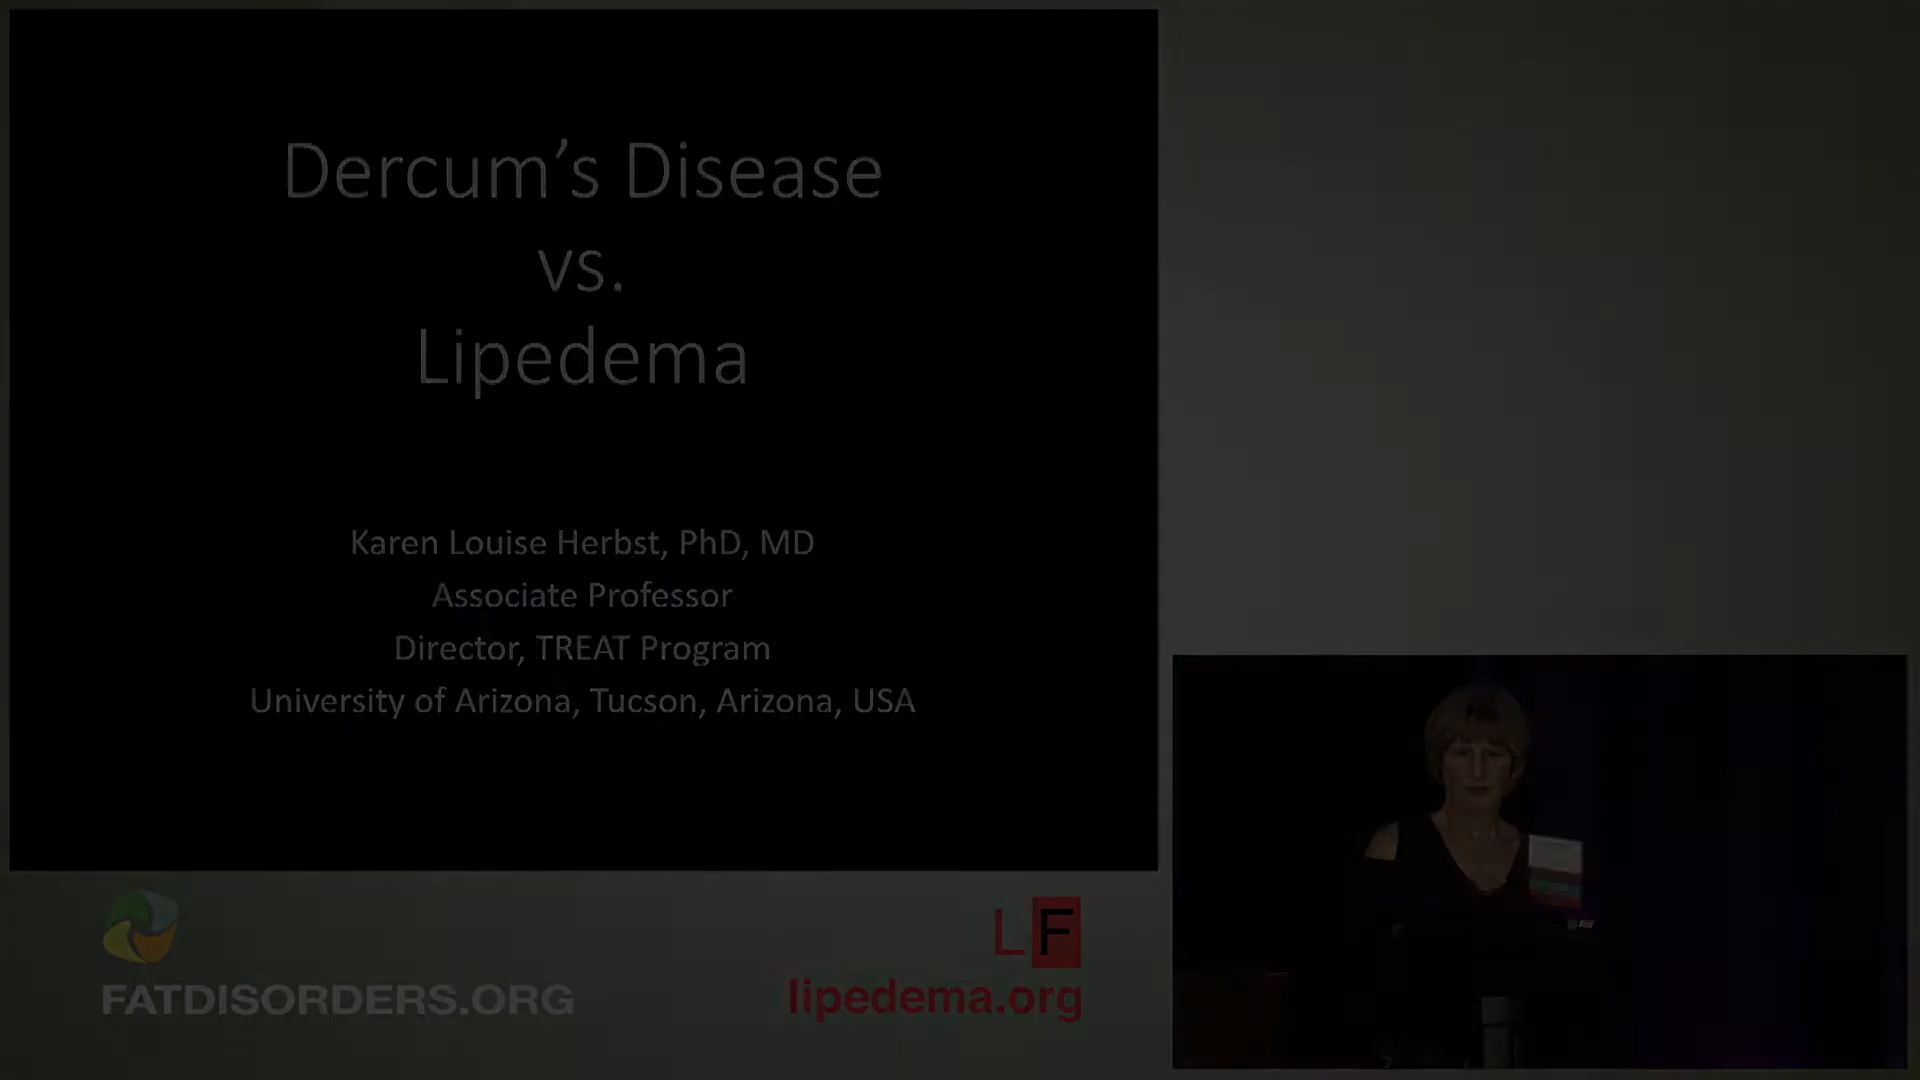 Dercum's Disease
vs.
Lipedema
Karen Louise Herbst, PhD, MD
Associate Professor
Director, TREAT Program
University of Arizona, Tucson, Arizona, USA
FATDISORDERS.ORG
LF
lipedema.org